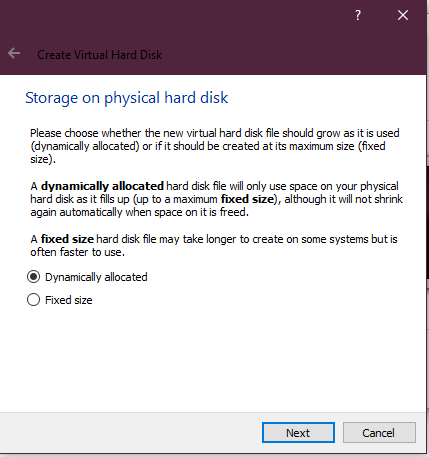 ?
Create Virtual Hard Disk
Storage on physical hard disk
Please choose whether the new virtual hard disk file should grow as it is used
(dynamically allocated) or if it should be created at its maximum size (fixed
size).
A dynamically allocated hard disk file will only use space on your physical
hard disk as it fills up (up to a maximum fixed size), although it will not shrink
again automatically when space on it is freed.
A fixed size hard disk file may take longer to create on some systems but is
often faster to use.
Dynamically allocated
Fixed size
Next
Cancel